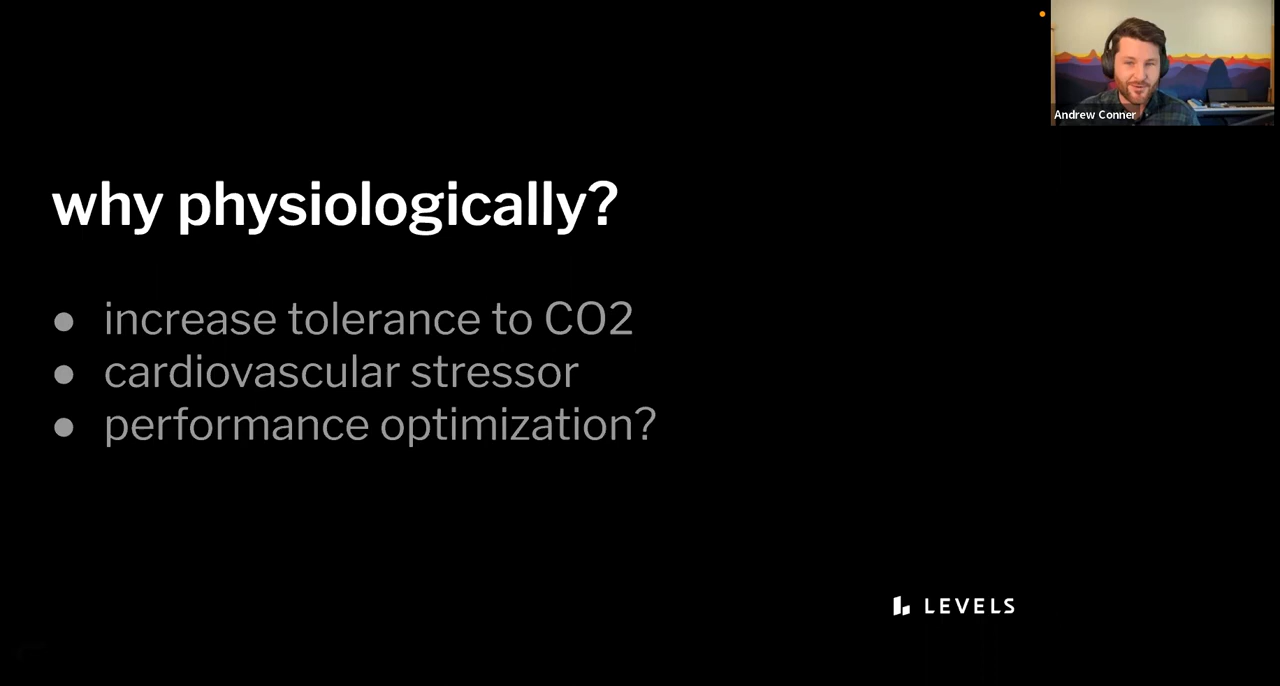 Andrew Conner
why physiologically?
● increase tolerance to CO2
● cardiovascular stressor
● performance optimization?
LEVELS